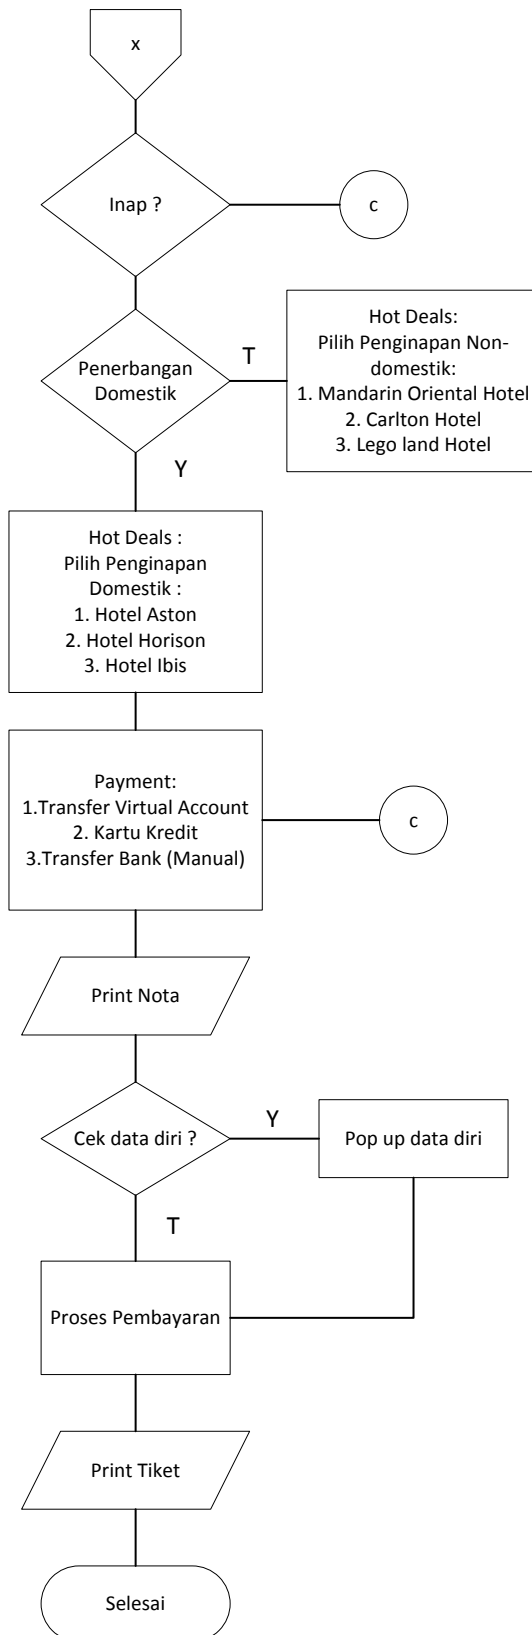 x
Inap ?
c
Penerbangan
Domestik
T
Hot Deals:
Pilih Penginapan Non-
domestik:
1. Mandarin Oriental Hotel
2. Carlton Hotel
3. Lego land Hotel
Y
Hot Deals :
Pilih Penginapan
Domestik :
1. Hotel Aston
2. Hotel Horison
3. Hotel Ibis
Payment:
1.Transfer Virtual Account
2. Kartu Kredit
3.Transfer Bank (Manual)
c
Print Nota
Cek data diri ?
Y
Pop up data diri
T
Proses Pembayaran
Print Tiket
Selesai